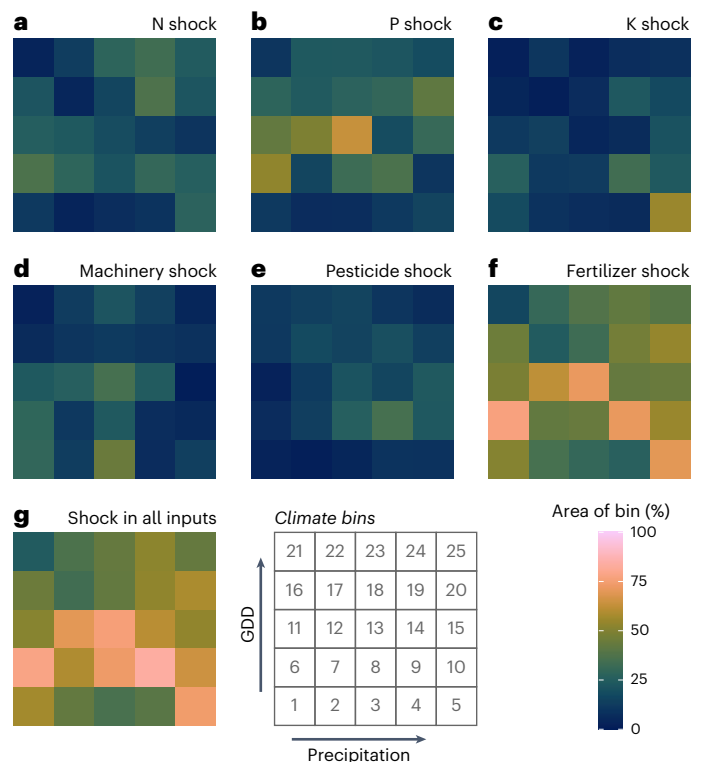 a N shock
b P shock
c K shock
d Machinery shock
e Pesticide shock
f Fertilizer shock
g Shock in all inputs
Climate bins
21 22 23 24 25
16 17 18 19 20
11 12 13 14 15
6 7 8 9 10
1 2 3 4 5
GDD
Precipitation
Area of bin (%)
100
75
50
25
0